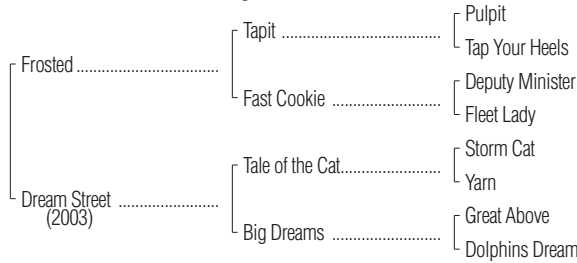 Pulpit
Tapit ..........................................
Tap Your Heels
Frosted .......................................
Deputy Minister
Fast Cookie ............................
Fleet Lady
Storm Cat
Tale of the Cat..........................
Yarn
Dream Street ...........................
(2003)
Great Above
Big Dreams .............................
Dolphins Dream